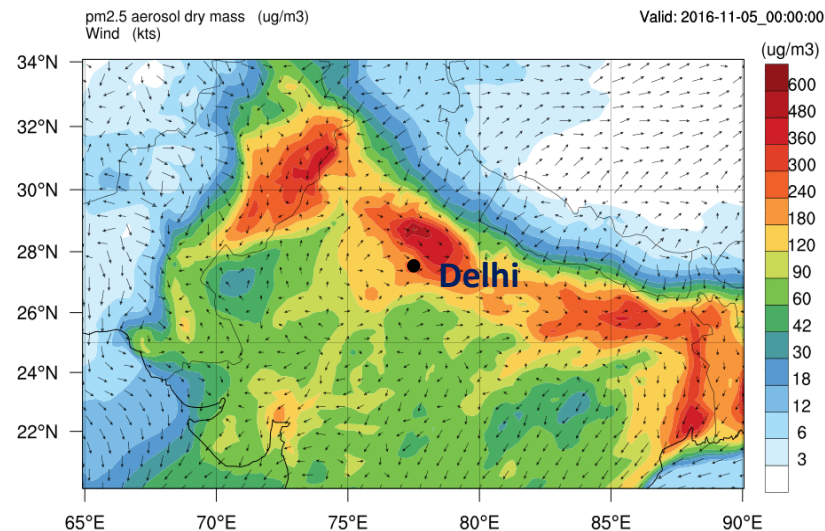 pm2.5 aerosol dry mass (ug/m3)
Wind (kts)
Valid: 2016-11-05_00:00:00
(ug/m3)
34°N
32°N
30°N
28°N
26°N
24°N
22°N
Delhi
600
480
360
300
240
180
120
90
60
42
30
18
12
6
3
65°E
70°E
75°E
80°E
85°E
90°E